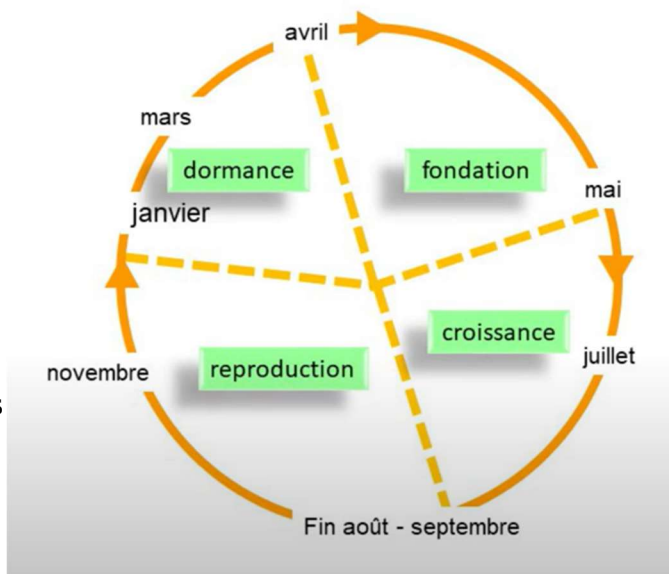 avril
mars
dormance
fondation
mai
janvier
croissance
juillet
reproduction
novembre
s
Fin août - septembre